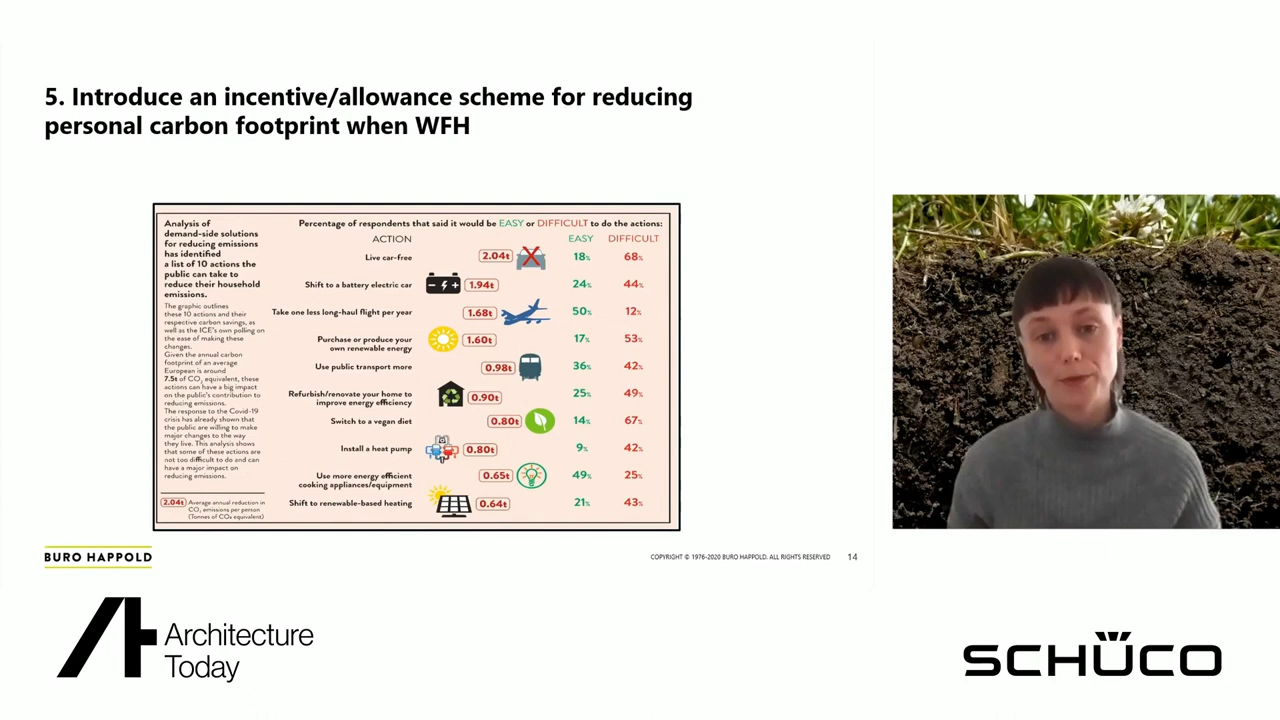 5. Introduce an incentive/allowance scheme for reducing
personal carbon footprint when WFH
Analysis of
demand-side solutions
for reducing emissions
has identified
a list of 10 actions the
public can take to
reduce their household
emissions.
The graphic outlines
these 10 actions and their
respective carbon savings, as
well as the ICE's own polling on
the ease of making these
changes.
Given the annual carbon
footprint of an average
European is around
7.5t of CO₂ equivalent, these
actions can have a big impact
on the public's contribution to
reducing emissions.
The response to the Covid-19
crisis has already shown that
the public are willing to make
major changes to the way
they live. This analysis shows
that some of these actions are
not too difficult to do and can
have a major impact on
reducing emissions.
2.04t Average annual reduction in
CO₂ emissions per person
(Tonnes of CO₂ equivalent)
Percentage of respondents that said it would be EASY or DIFFICULT to do the actions:
ACTION EASY DIFFICULT
Live car-free 2.04t 18% 68%
Shift to a battery electric car 1.94t 24% 44%
Take one less long-haul flight per year 1.68t 50% 12%
Purchase or produce your
own renewable energy 1.60t 17% 53%
Use public transport more 0.98t 36% 42%
Refurbish/renovate your home to
improve energy efficiency 0.90t 25% 49%
Switch to a vegan diet 0.80t 14% 67%
Install a heat pump 0.80t 9% 42%
Use more energy efficient
cooking appliances/equipment 0.65t 49% 25%
Shift to renewable-based heating 0.64t 21% 43%
BURO HAPPOLD
COPYRIGHT © 1976-2020 BURO HAPPOLD. ALL RIGHTS RESERVED 14
Architecture
Today
SCHÜCO